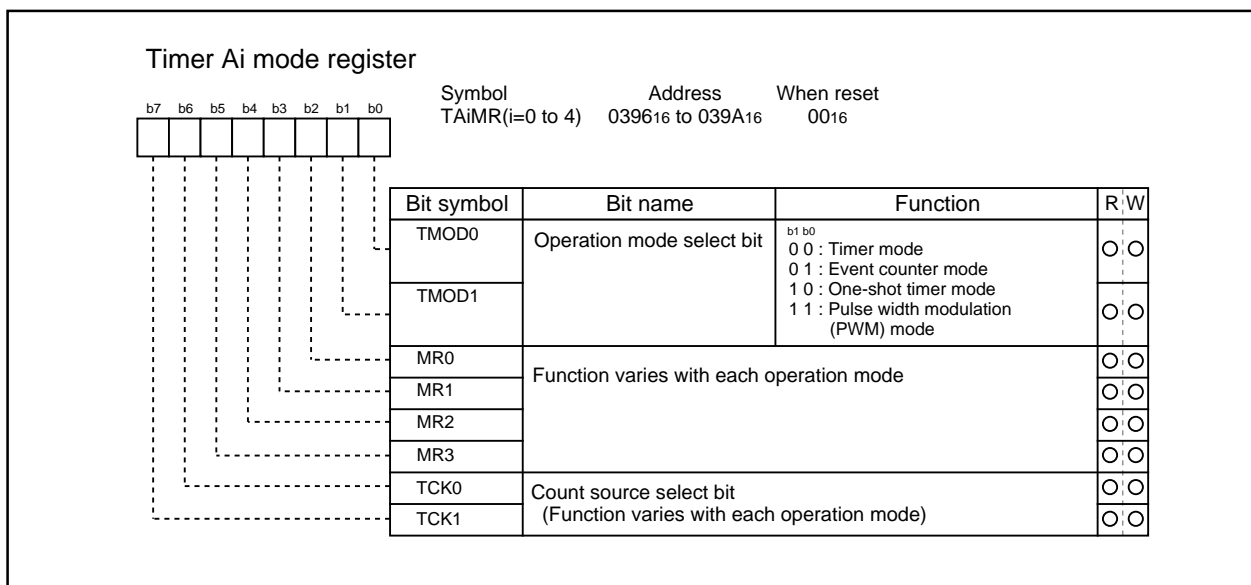 Timer Ai mode register
Symbol Address When reset
TAiMR(i=0 to 4) 039616 to 039A16 0016
b7 b6 b5 b4 b3 b2 b1 b0
Bit symbol Bit name Function R W
TMOD0 Operation mode select bit b1 b0
0 0 : Timer mode
0 1 : Event counter mode
TMOD1 1 0 : One-shot timer mode
1 1 : Pulse width modulation
(PWM) mode
MR0 Function varies with each operation mode
MR1
MR2
MR3
TCK0 Count source select bit
TCK1 (Function varies with each operation mode)